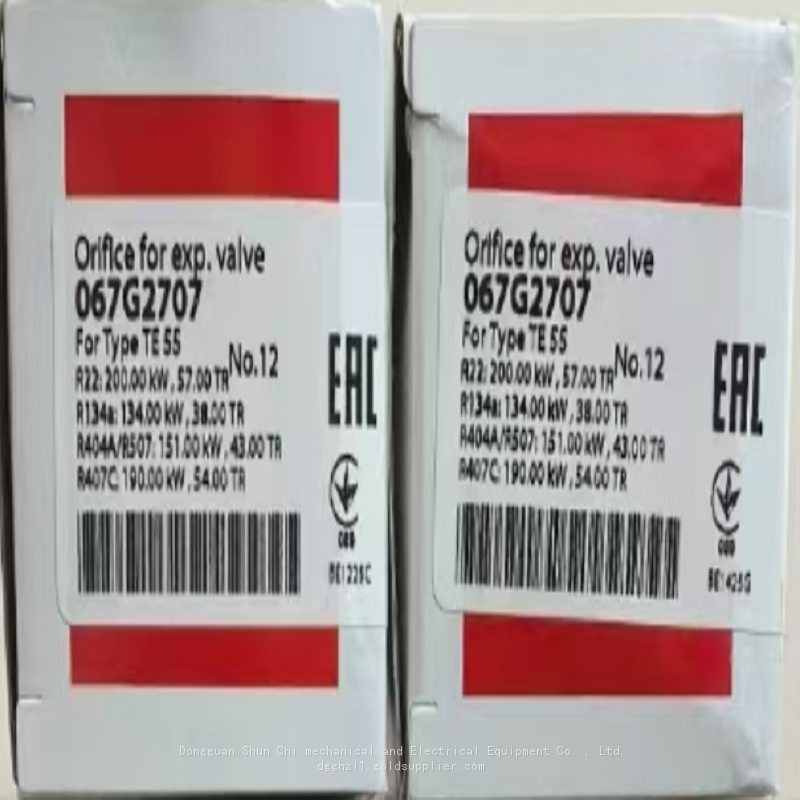 Orifice for exp. valve
067G2707
For Type TE 55
No.12
R22: 200.00 kW, 57.00 TR
R134a: 134.00 kW, 38.00 TR
R404A/R507: 151.00 kW, 43.00 TR
R407C: 190.00 kW, 54.00 TR
EAC
Orifice for exp. valve
067G2707
For Type TE 55
No.12
R22: 200.00 kW, 57.00 TR
R134a: 134.00 kW, 38.00 TR
R404A/R507: 151.00 kW, 43.00 TR
R407C: 190.00 kW, 54.00 TR
EAC
Dongguan Shun Chi mechanical and Electrical Equipment Co. , Ltd.
dgghzl1.goldsupplier.com